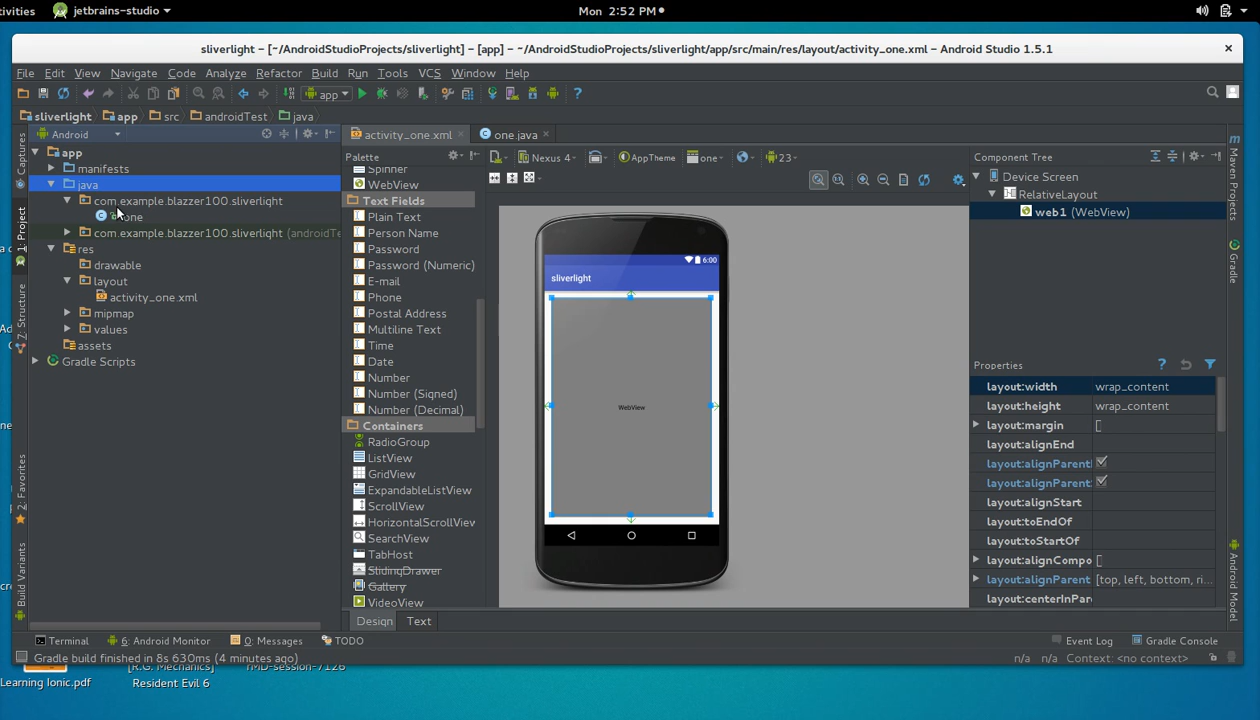 tivities jetbrains-studio Mon 2:52 PM
sliverlight – [~/AndroidStudioProjects/sliverlight] – [app] – ~/AndroidStudioProjects/sliverlight/app/src/main/res/layout/activity_one.xml – Android Studio 1.5.1
File Edit View Navigate Code Analyze Refactor Build Run Tools VCS Window Help
app
sliverlight app src androidTest java
Android
app
manifests
java
com.example.blazzer100.sliverlight
one
com.example.blazzer100.sliverlight (androidTe
res
drawable
layout
activity_one.xml
mipmap
values
assets
Gradle Scripts
Captures
1: Project
7: Structure
2: Favorites
Build Variants
activity_one.xml one.java
Palette
Spinner
WebView
Text Fields
Plain Text
Person Name
Password
Password (Numeric)
E-mail
Phone
Postal Address
Multiline Text
Time
Date
Number
Number (Signed)
Number (Decimal)
Containers
RadioGroup
ListView
GridView
ExpandableListView
ScrollView
HorizontalScrollView
SearchView
TabHost
SlidingDrawer
Gallery
VideoView
Design Text
Nexus 4 AppTheme one 23
6:00
sliverlight
WebView
Component Tree
Device Screen
RelativeLayout
web1 (WebView)
Properties
layout:width wrap_content
layout:height wrap_content
layout:margin []
layout:alignEnd
layout:alignParentI
layout:alignParent:
layout:alignStart
layout:toEndOf
layout:toStartOf
layout:alignCompo []
layout:alignParent [top, left, bottom, ri...
layout:centerInPar
Maven Projects
Gradle
Android Model
Terminal 6: Android Monitor 0: Messages TODO Event Log Gradle Console
Gradle build finished in 8s 630ms (4 minutes ago) n/a n/a Context: <no context>
Learning Ionic.pdf
[R.G. Mechanics]
Resident Evil 6